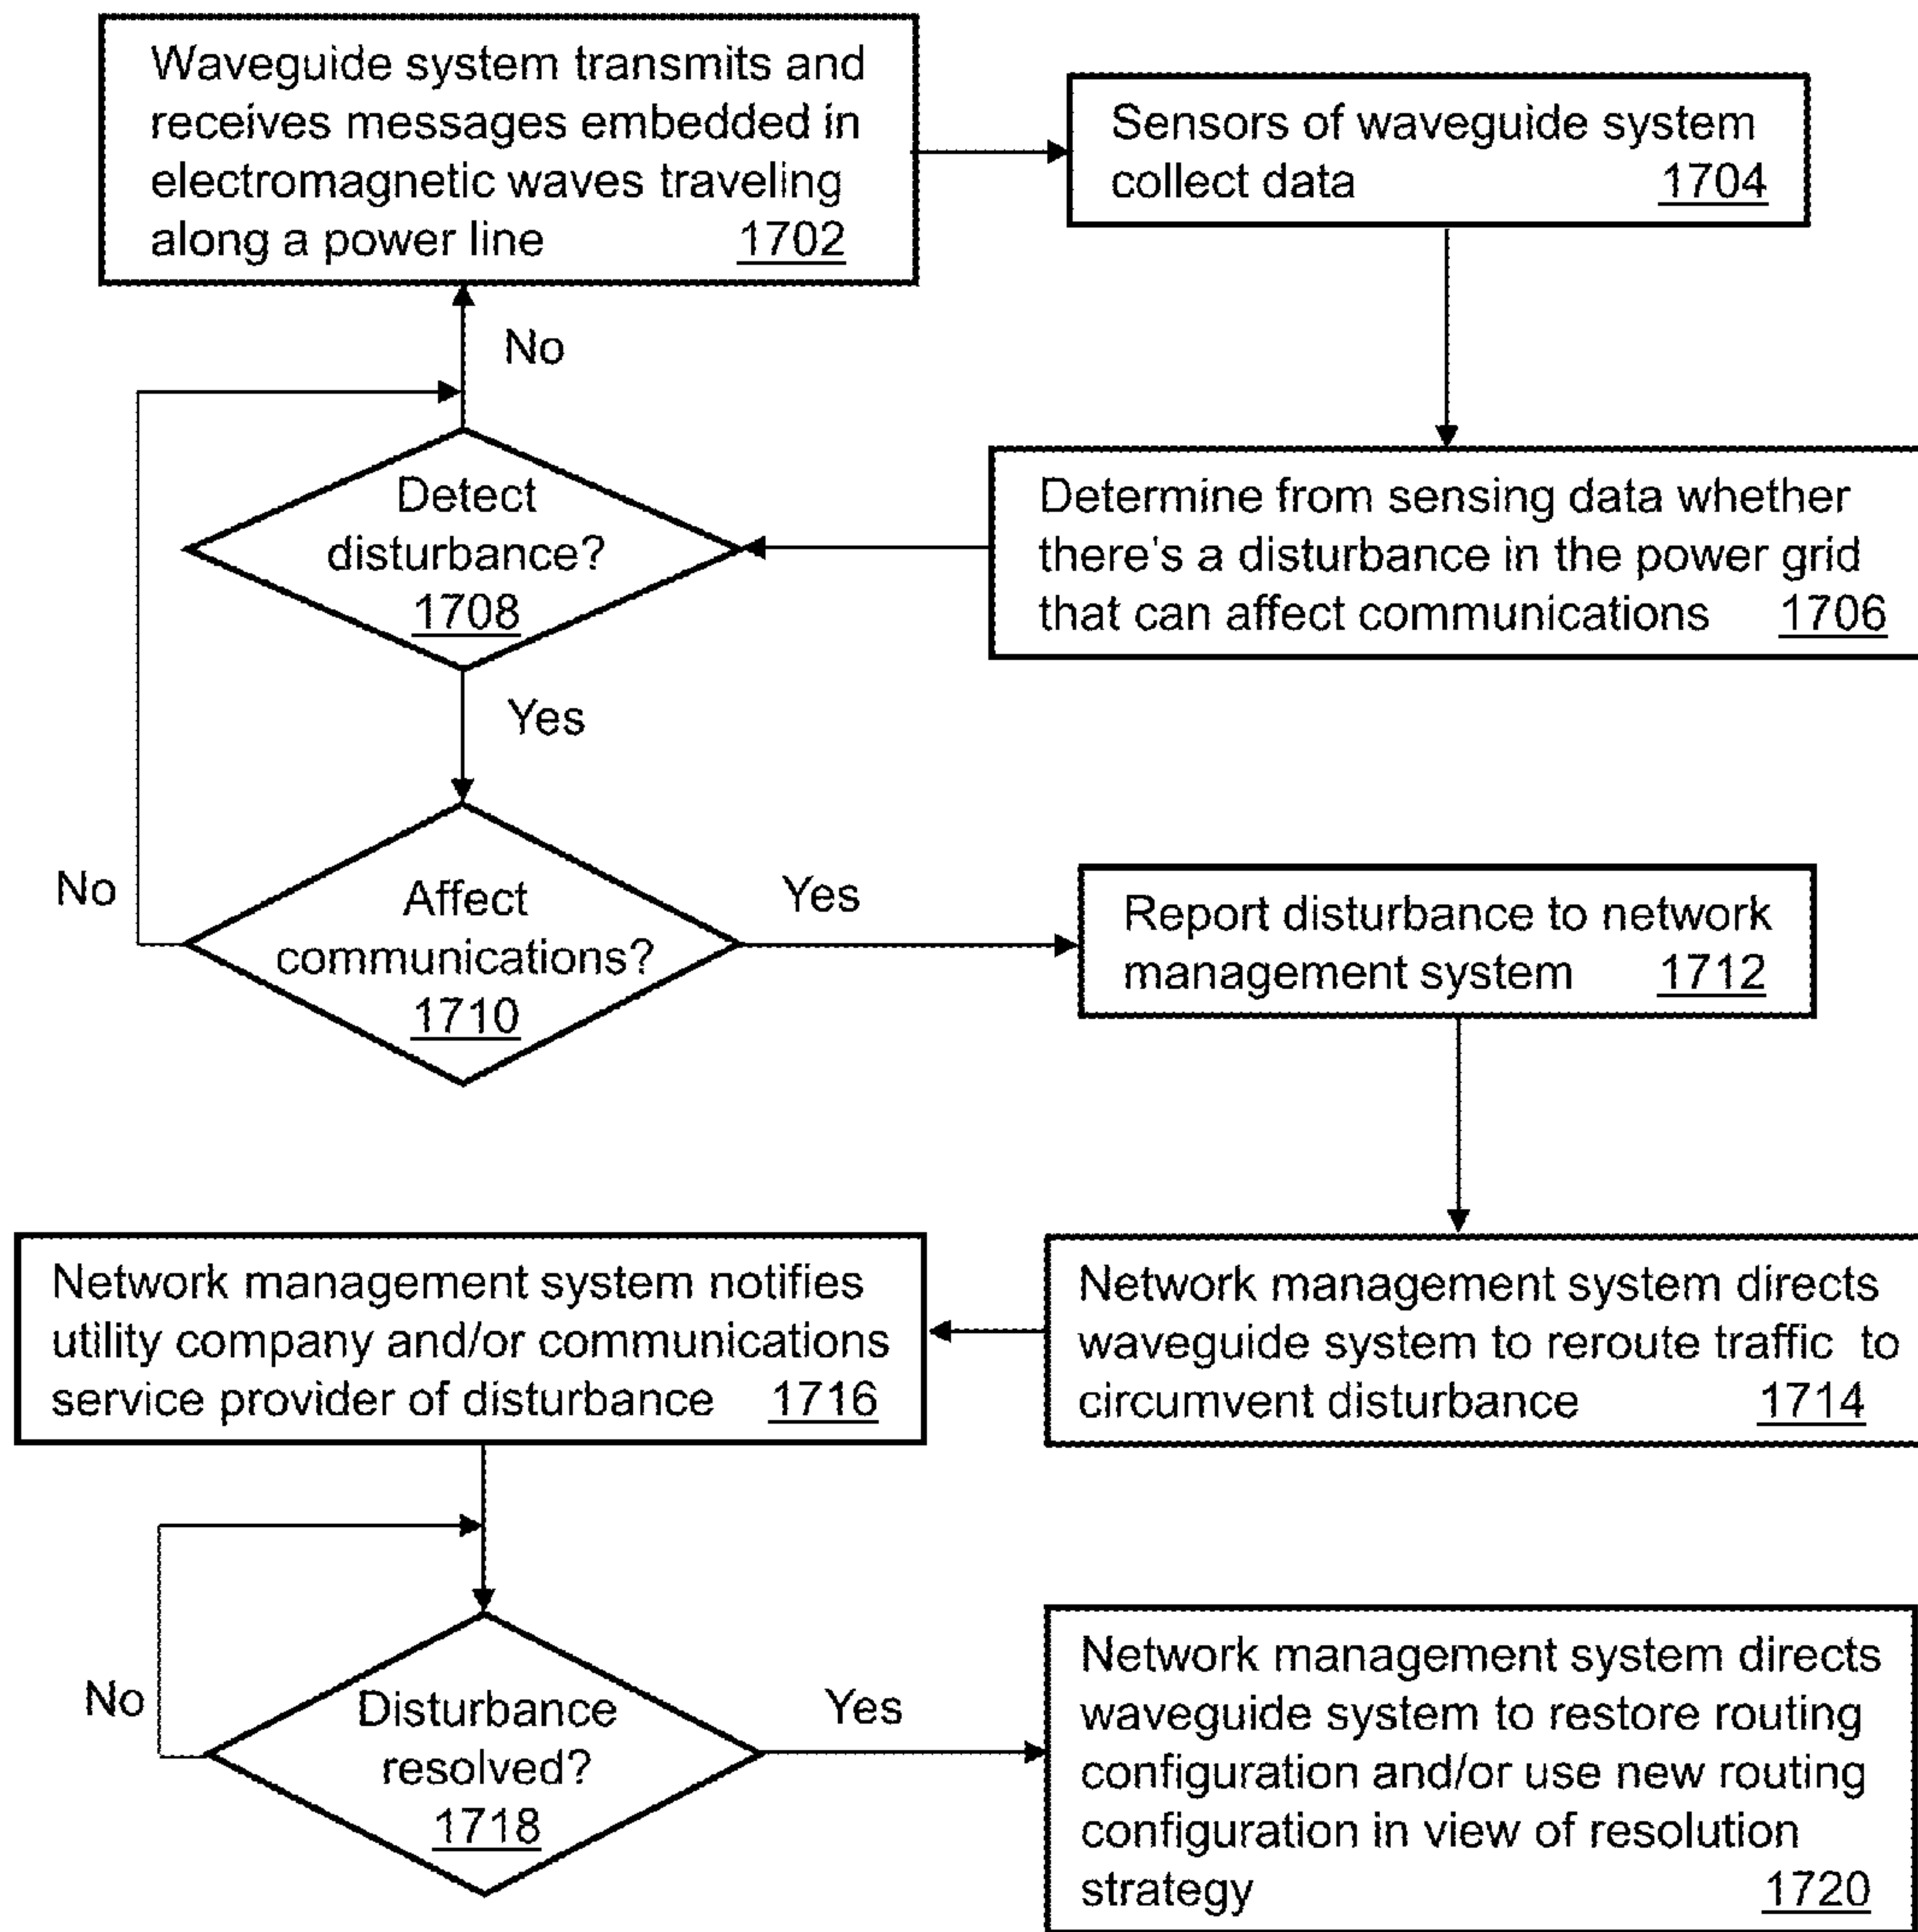 Waveguide system transmits and
receives messages embedded in
electromagnetic waves traveling
along a power line 1702
Sensors of waveguide system
collect data 1704
No
Detect
disturbance?
1708
Determine from sensing data whether
there's a disturbance in the power grid
that can affect communications 1706
Yes
No
Affect
communications?
1710
Yes
Report disturbance to network
management system 1712
Network management system directs
waveguide system to reroute traffic to
circumvent disturbance 1714
Network management system notifies
utility company and/or communications
service provider of disturbance 1716
No
Disturbance
resolved?
1718
Yes
Network management system directs
waveguide system to restore routing
configuration and/or use new routing
configuration in view of resolution
strategy 1720